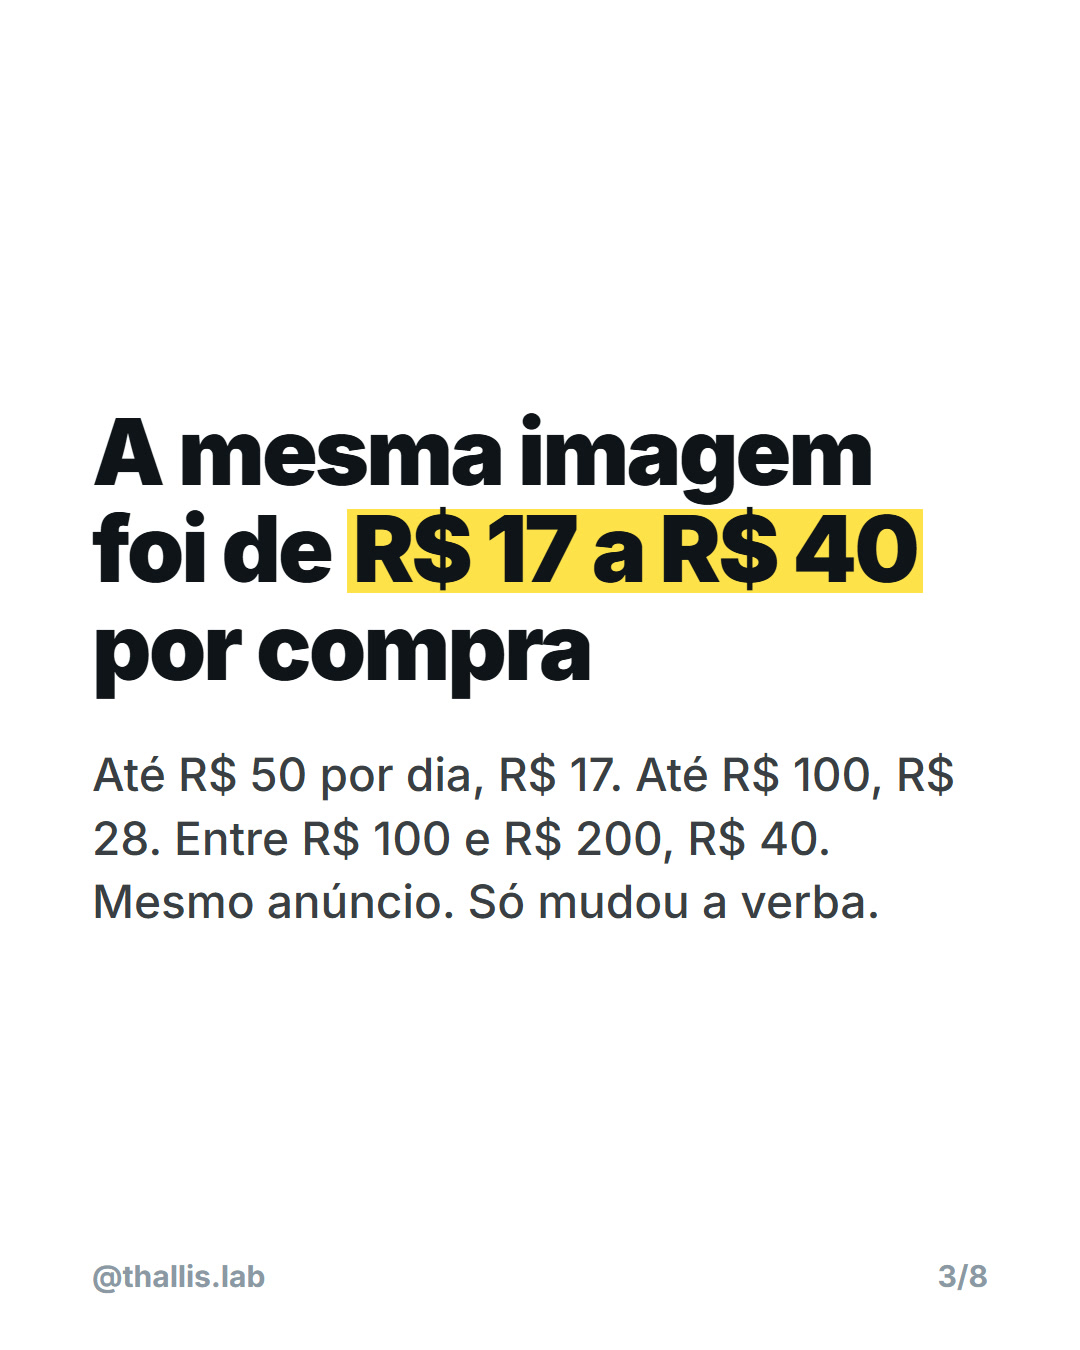 A mesma imagem
foi de R$ 17 a R$ 40
por compra
Até R$ 50 por dia, R$ 17. Até R$ 100, R$
28. Entre R$ 100 e R$ 200, R$ 40.
Mesmo anúncio. Só mudou a verba.
@thallis.lab
3/8